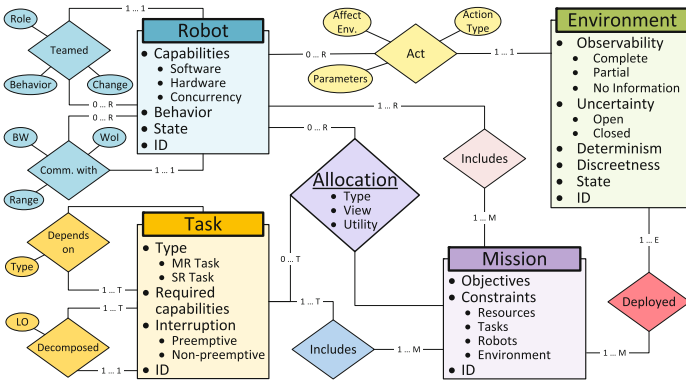 1 ... 1
Role
Teamed
Behavior
Change
0 ... R
0 ... R
BW
WoI
Comm. with
Range
1 ... 1
Robot
• Capabilities
• Software
• Hardware
• Concurrency
• Behavior
• State
• ID
Affect
Env.
Action
Type
Act
Parameters
0 ... R
1 ... 1
1 ... R
0 ... R
Environment
• Observability
• Complete
• Partial
• No Information
• Uncertainty
• Open
• Closed
• Determinism
• Discreetness
• State
• ID
Includes
1 ... M
Allocation
• Type
• View
• Utility
0 ... T
Depends
on
Type
1 ... T
1 ... T
LO
Decomposed
1 ... 1
Task
• Type
• MR Task
• SR Task
• Required
capabilities
• Interruption
• Preemptive
• Non-preemptive
• ID
1 ... T
Includes
1 ... M
Mission
• Objectives
• Constraints
• Resources
• Tasks
• Robots
• Environment
• ID
1 ... E
Deployed
1 ... M